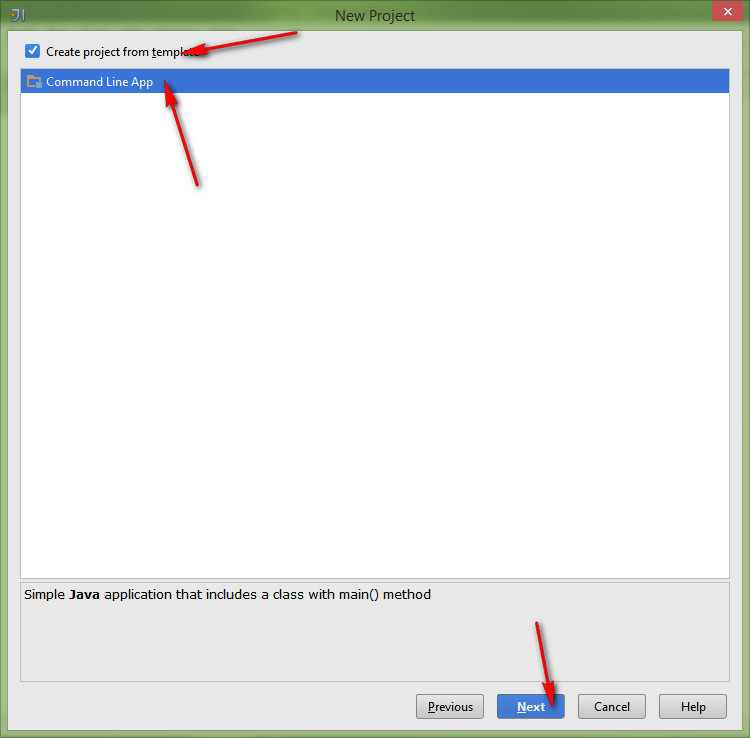 New Project
Create project from template
Command Line App
Simple Java application that includes a class with main() method
Previous Next Cancel Help